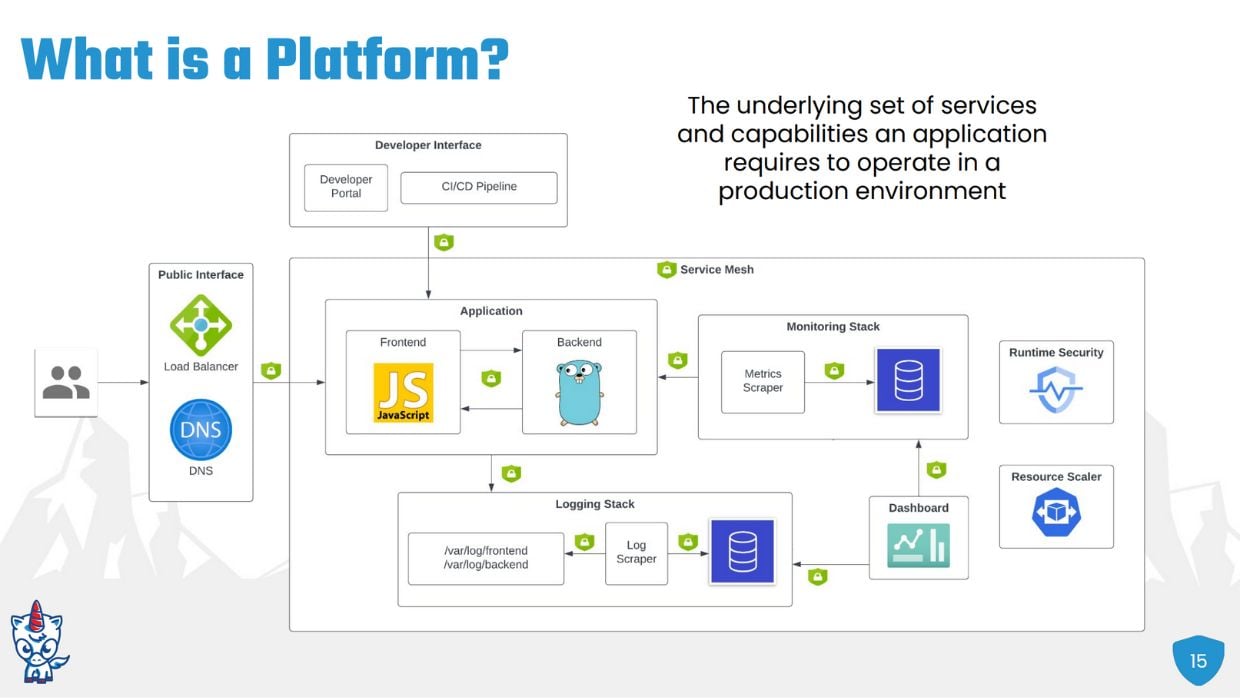 What is a Platform?
The underlying set of services
and capabilities an application
requires to operate in a
production environment
Developer Interface
Developer
Portal
CI/CD Pipeline
Public Interface
Load Balancer
DNS
DNS
Service Mesh
Application
Frontend
JS
JavaScript
Backend
Monitoring Stack
Metrics
Scraper
Runtime Security
Resource Scaler
Logging Stack
/var/log/frontend
/var/log/backend
Log
Scraper
Dashboard
15